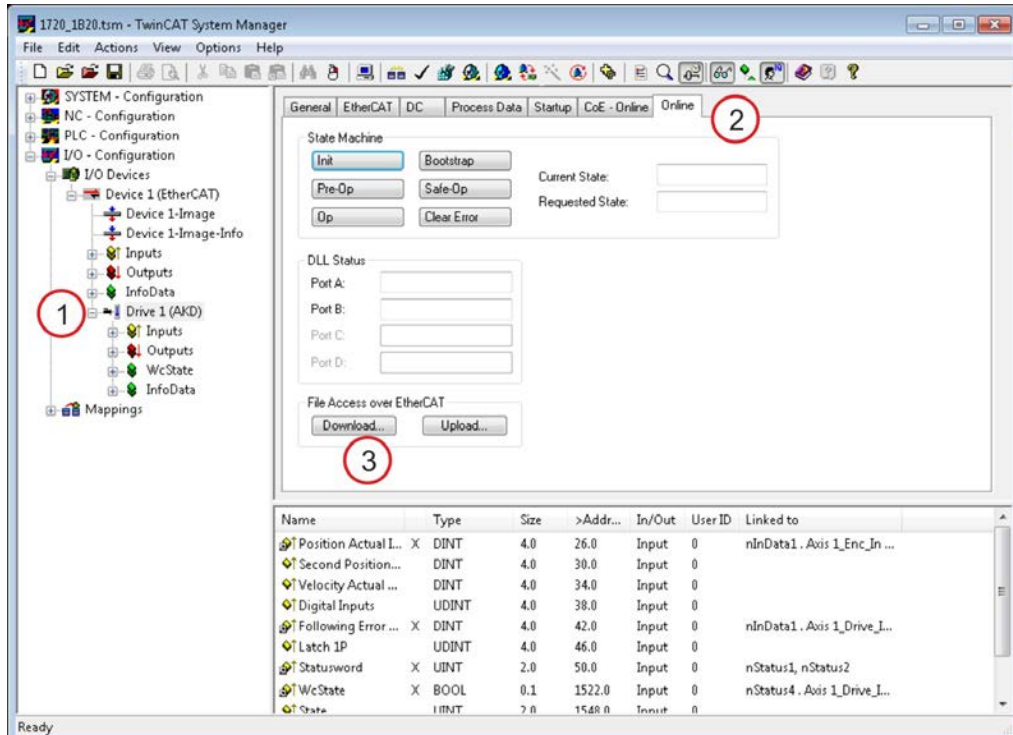 1720_1B20.tsm - TwinCAT System Manager
File Edit Actions View Options Help
SYSTEM - Configuration
NC - Configuration
PLC - Configuration
I/O - Configuration
I/O Devices
Device 1 (EtherCAT)
Device 1-Image
Device 1-Image-Info
Inputs
Outputs
InfoData
1
Drive 1 (AKD)
Inputs
Outputs
WcState
InfoData
Mappings
General EtherCAT DC Process Data Startup CoE - Online Online
2
State Machine
Init Bootstrap
Pre-Op Safe-Op
Op Clear Error
Current State:
Requested State:
DLL Status
Port A:
Port B:
Port C:
Port D:
File Access over EtherCAT
Download... Upload...
3
Name Type Size >Addr... In/Out User ID Linked to
Position Actual I... X DINT 4.0 26.0 Input 0 nInData1 . Axis 1_Enc_In ...
Second Position... DINT 4.0 30.0 Input 0
Velocity Actual ... DINT 4.0 34.0 Input 0
Digital Inputs UDINT 4.0 38.0 Input 0
Following Error ... X DINT 4.0 42.0 Input 0 nInData1 . Axis 1_Drive_I...
Latch 1P UDINT 4.0 46.0 Input 0
Statusword X UINT 2.0 50.0 Input 0 nStatus1, nStatus2
WcState X BOOL 0.1 1522.0 Input 0 nStatus4 . Axis 1_Drive_I...
State UINT 2.0 1548.0 Input 0
Ready